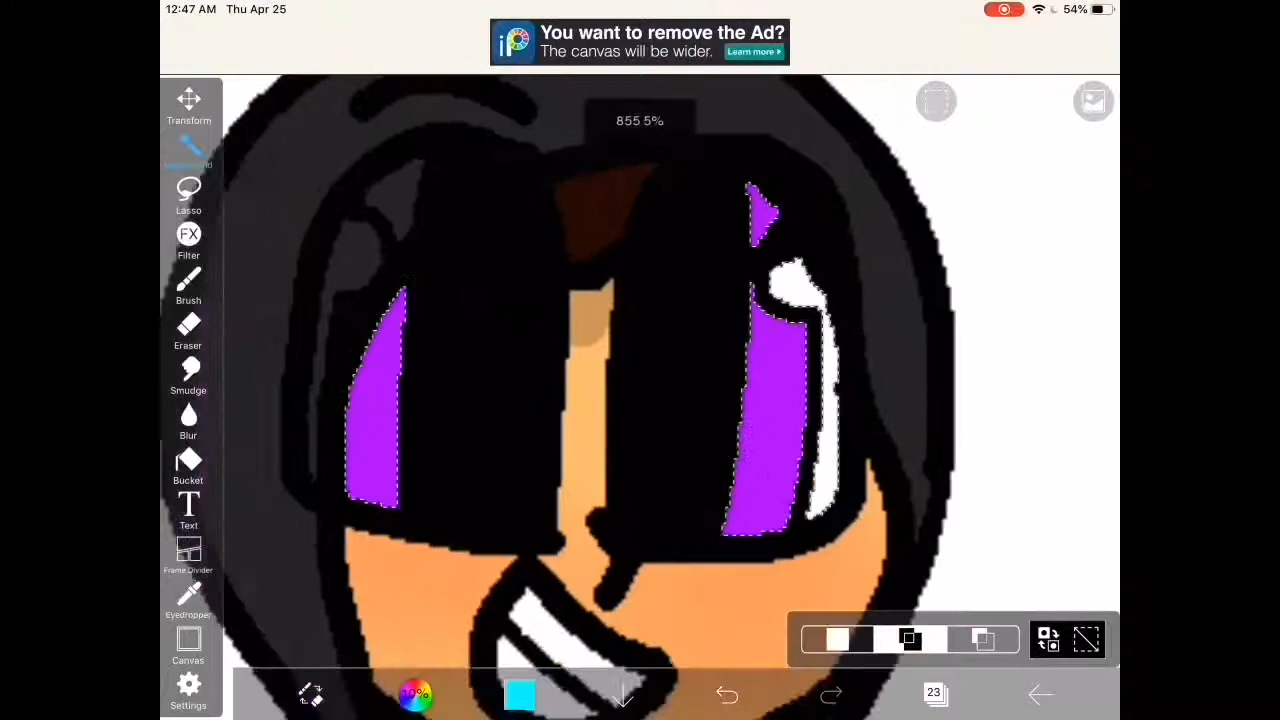 12:47 AM Thu Apr 25
54%
iP
You want to remove the Ad?
The canvas will be wider.
Learn more
855 5%
Transform
Lasso
FX
Filter
Brush
Eraser
Smudge
Blur
Bucket
T
Text
Frame Divider
Eyedropper
Canvas
Settings
10%
23